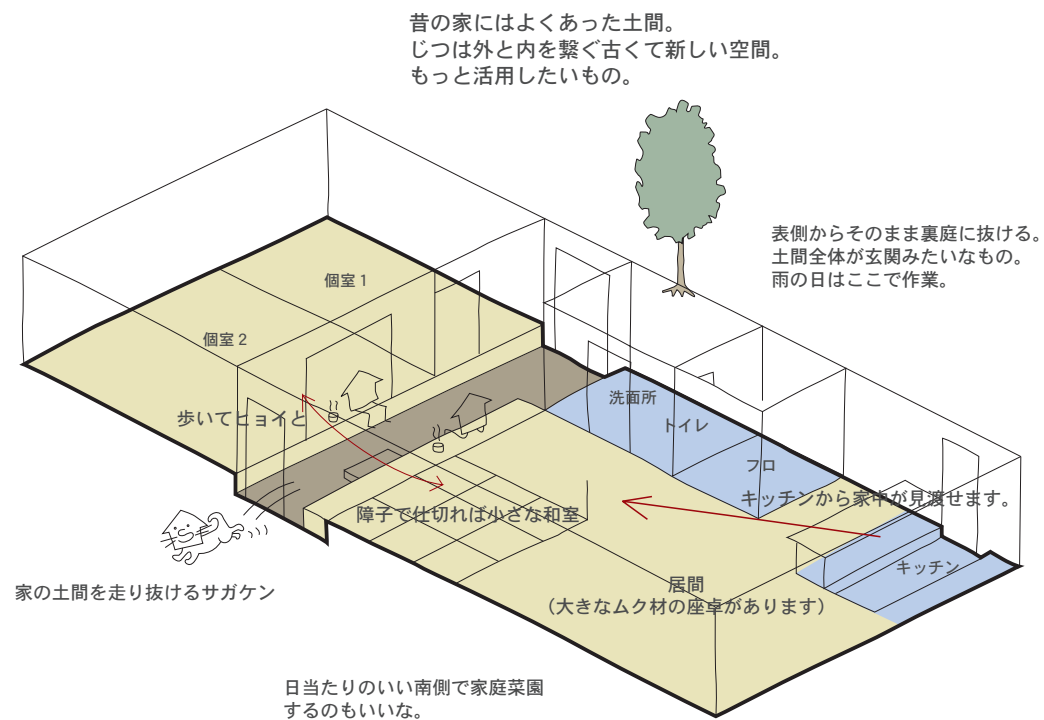 昔の家にはよくあった土間。
じつは外と内を繋ぐ古くて新しい空間。
もっと活用したいもの。
表側からそのまま裏庭に抜ける。
土間全体が玄関みたいなもの。
雨の日はここで作業。
個室1
個室2
洗面所
歩いてヒョイと
トイレ
フロ
キッチンから家中が見渡せます。
障子で仕切れば小さな和室
キッチン
居間
（大きなムク材の座卓があります）
家の土間を走り抜けるサガケン
日当たりのいい南側で家庭菜園
するのもいいな。